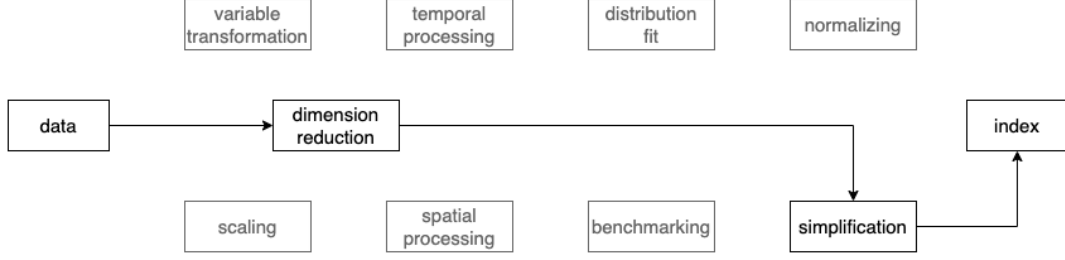 variable
transformation
temporal
processing
distribution
fit
normalizing
data
dimension
reduction
index
scaling
spatial
processing
benchmarking
simplification